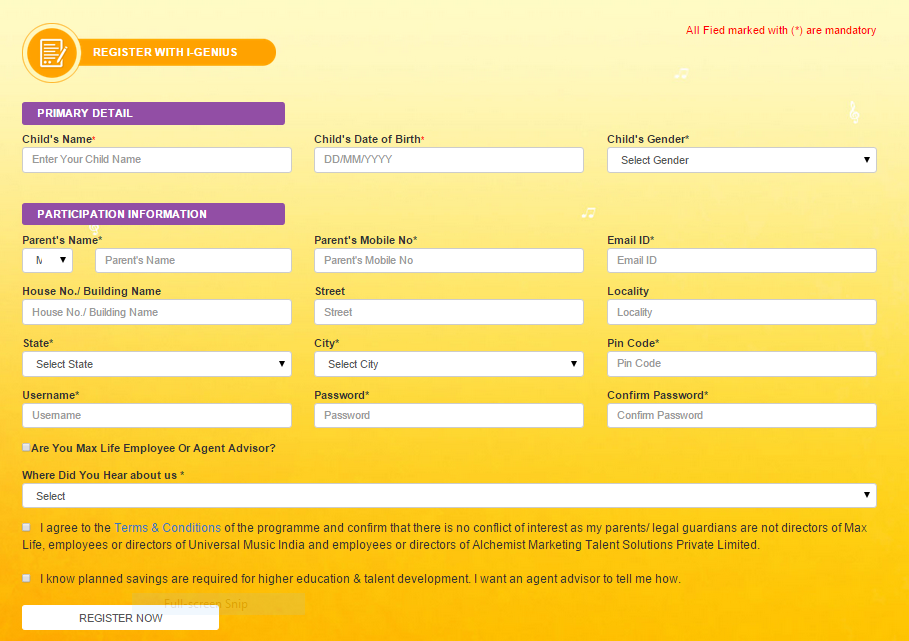 REGISTER WITH I-GENIUS
All Fied marked with (*) are mandatory
PRIMARY DETAIL
Child's Name* Child's Date of Birth* Child's Gender*
Enter Your Child Name DD/MM/YYYY Select Gender
PARTICIPATION INFORMATION
Parent's Name* Parent's Mobile No* Email ID*
Parent's Name Parent's Mobile No Email ID
House No./ Building Name Street Locality
House No./ Building Name Street Locality
State* City* Pin Code*
Select State Select City Pin Code
Username* Password* Confirm Password*
Username Password Confirm Password
Are You Max Life Employee Or Agent Advisor?
Where Did You Hear about us *
Select
I agree to the Terms & Conditions of the programme and confirm that there is no conflict of interest as my parents/ legal guardians are not directors of Max
Life, employees or directors of Universal Music India and employees or directors of Alchemist Marketing Talent Solutions Private Limited.
I know planned savings are required for higher education & talent development. I want an agent advisor to tell me how.
Full-screen Snip
REGISTER NOW